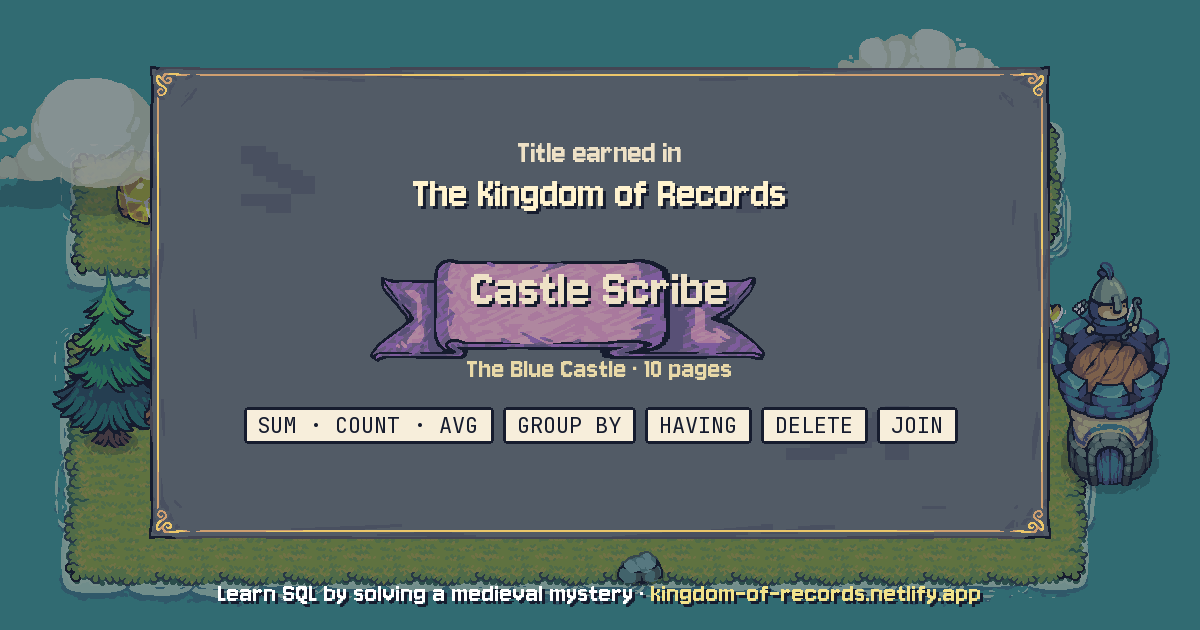 Title earned in
The Kingdom of Records
Castle Scribe
The Blue Castle · 10 pages
SUM · COUNT · AVG GROUP BY HAVING DELETE JOIN
Learn SQL by solving a medieval mystery · kingdom-of-records.netlify.app